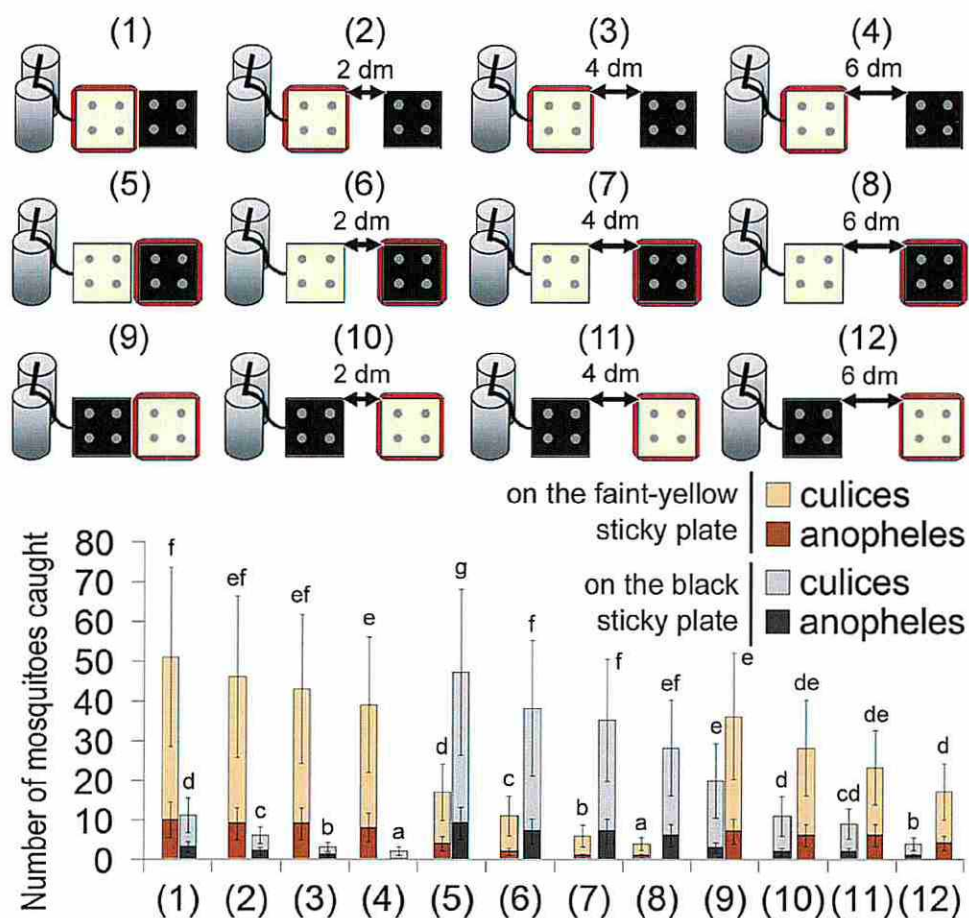 (1) (2) (3) (4)
2 dm 4 dm 6 dm
(5) (6) (7) (8)
2 dm 4 dm 6 dm
(9) (10) (11) (12)
2 dm 4 dm 6 dm
on the faint-yellow
sticky plate
culices
anopheles
on the black
sticky plate
culices
anopheles
Number of mosquitoes caught
80
70
60
50
40
30
20
10
0
f d ef c ef b e a d g c f b f a ef e e d de cd de b d
(1) (2) (3) (4) (5) (6) (7) (8) (9) (10) (11) (12)